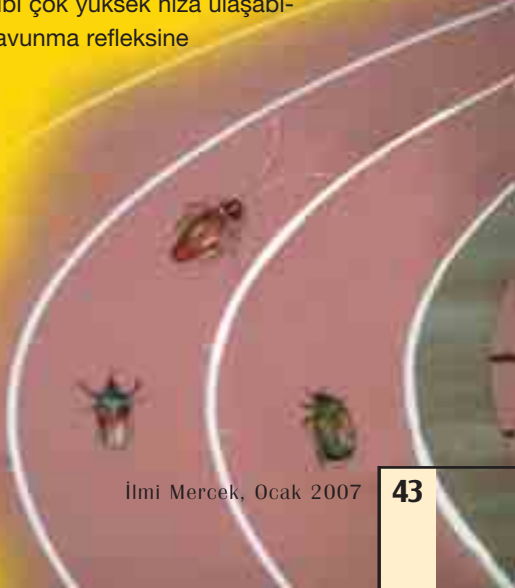 ibi çok yüksek hıza ulaşabi-
avunma refleksine
İlmi Mercek, Ocak 2007
43